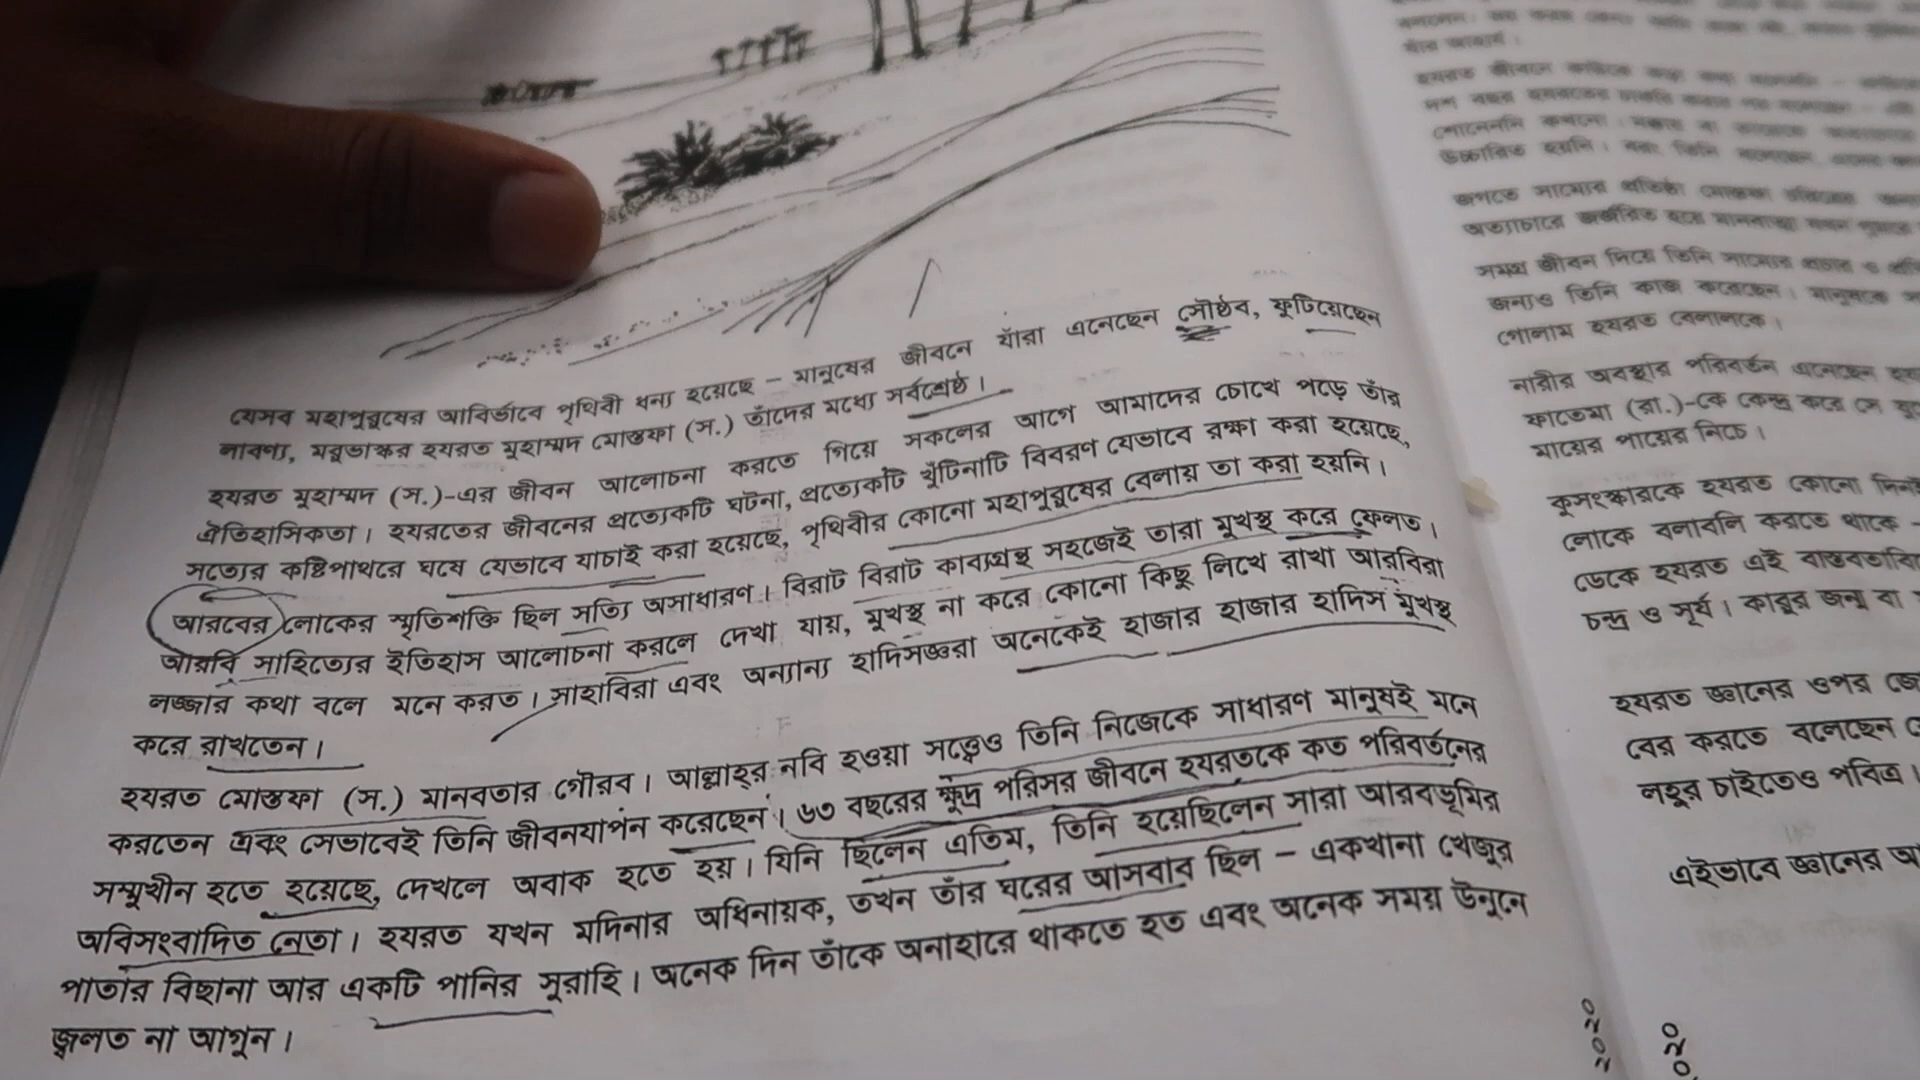 যেসব মহাপুরুষের আবির্ভাবে পৃথিবী ধন্য হয়েছে – মানুষের জীবনে যাঁরা এনেছেন সৌষ্ঠব, ফুটিয়েছেন
লাবণ্য, মরুভাস্কর হযরত মুহাম্মদ মোস্তফা (স.) তাঁদের মধ্যে সর্বশ্রেষ্ঠ।
হযরত মুহাম্মদ (স.)-এর জীবন আলোচনা করতে গিয়ে সকলের আগে আমাদের চোখে পড়ে তাঁর
ঐতিহাসিকতা। হযরতের জীবনের প্রত্যেকটি ঘটনা, প্রত্যেকটি খুঁটিনাটি বিবরণ যেভাবে রক্ষা করা হয়েছে,
সত্যের কষ্টিপাথরে ঘষে যেভাবে যাচাই করা হয়েছে, পৃথিবীর কোনো মহাপুরুষের বেলায় তা করা হয়নি।
আরবের লোকের স্মৃতিশক্তি ছিল সত্যি অসাধারণ। বিরাট বিরাট কাব্যগ্রন্থ সহজেই তারা মুখস্থ করে ফেলত।
আরবি সাহিত্যের ইতিহাস আলোচনা করলে দেখা যায়, মুখস্থ না করে কোনো কিছু লিখে রাখা আরবিরা
লজ্জার কথা বলে মনে করত। সাহাবিরা এবং অন্যান্য হাদিসজ্ঞরা অনেকেই হাজার হাজার হাদিস মুখস্থ
করে রাখতেন।
হযরত মোস্তফা (স.) মানবতার গৌরব। আল্লাহ্‌র নবি হওয়া সত্ত্বেও তিনি নিজেকে সাধারণ মানুষই মনে
করতেন এবং সেভাবেই তিনি জীবনযাপন করেছেন। ৬৩ বছরের ক্ষুদ্র পরিসর জীবনে হযরতকে কত পরিবর্তনের
সম্মুখীন হতে হয়েছে, দেখলে অবাক হতে হয়। যিনি ছিলেন এতিম, তিনি হয়েছিলেন সারা আরবভূমির
অবিসংবাদিত নেতা। হযরত যখন মদিনার অধিনায়ক, তখন তাঁর ঘরের আসবাব ছিল – একখানা খেজুর
পাতার বিছানা আর একটি পানির সুরাহি। অনেক দিন তাঁকে অনাহারে থাকতে হত এবং অনেক সময় উনুনে
জ্বলত না আগুন।
সমগ্র জীবন দিয়ে তিনি সাম্যের
জন্যও তিনি কাজ করেছেন। মানুষকে
গোলাম হযরত বেলালকে।
নারীর অবস্থার পরিবর্তন এনেছেন
ফাতেমা (রা.)-কে কেন্দ্র করে সে
মায়ের পায়ের নিচে।
কুসংস্কারকে হযরত কোনো
লোকে বলাবলি করতে থাকে –
ডেকে হযরত এই
চন্দ্র ও সূর্য। কারুর জন্ম বা
হযরত জ্ঞানের ওপর
বের করতে বলেছেন
লহুর চাইতেও পবিত্র।
এইভাবে জ্ঞানের
২০২০